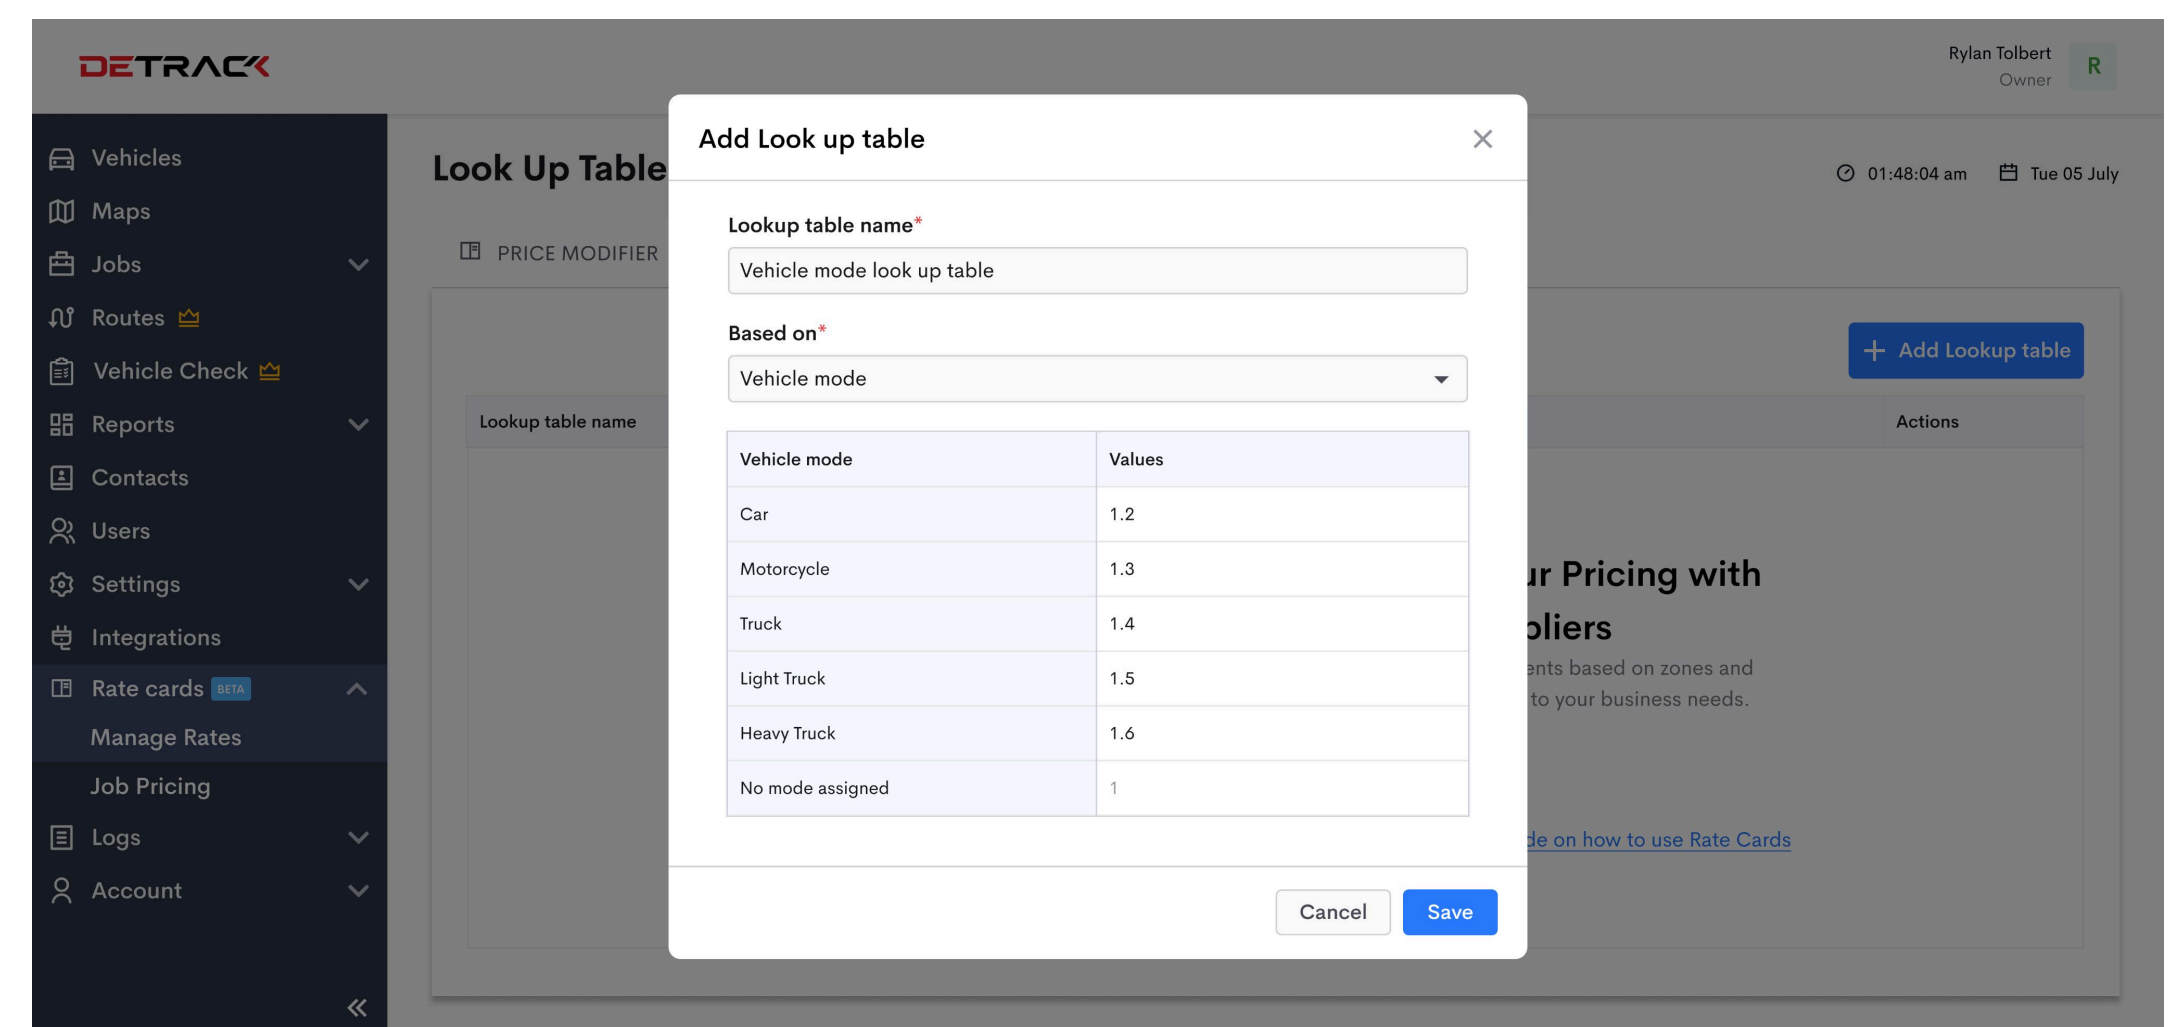 DETRACK
Rylan Tolbert
Owner
R
Vehicles
Maps
Jobs
Routes
Vehicle Check
Reports
Contacts
Users
Settings
Integrations
Rate cards BETA
Manage Rates
Job Pricing
Logs
Account
Look Up Table
01:48:04 am
Tue 05 July
PRICE MODIFIER
+ Add Lookup table
Lookup table name
Actions
ur Pricing with
pliers
ents based on zones and
to your business needs.
de on how to use Rate Cards
Add Look up table
Lookup table name*
Vehicle mode look up table
Based on*
Vehicle mode
Vehicle mode Values
Car 1.2
Motorcycle 1.3
Truck 1.4
Light Truck 1.5
Heavy Truck 1.6
No mode assigned 1
Cancel
Save